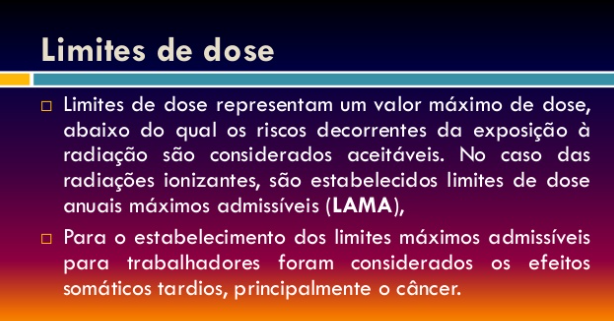 Limites de dose
Limites de dose representam um valor máximo de dose,
abaixo do qual os riscos decorrentes da exposição à
radiação são considerados aceitáveis. No caso das
radiações ionizantes, são estabelecidos limites de dose
anuais máximos admissíveis (LAMA),
Para o estabelecimento dos limites máximos admissíveis
para trabalhadores foram considerados os efeitos
somáticos tardios, principalmente o câncer.